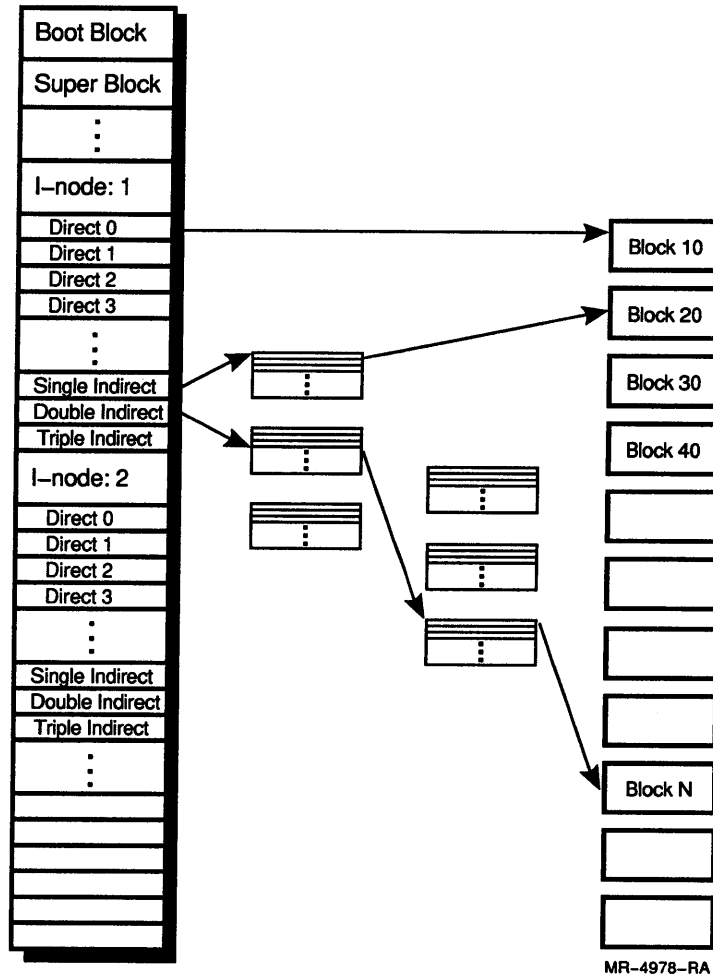 Boot Block
Super Block
I-node: 1
Direct 0
Direct 1
Direct 2
Direct 3
Single Indirect
Double Indirect
Triple Indirect
I-node: 2
Direct 0
Direct 1
Direct 2
Direct 3
Single Indirect
Double Indirect
Triple Indirect
Block 10
Block 20
Block 30
Block 40
Block N
MR-4978-RA